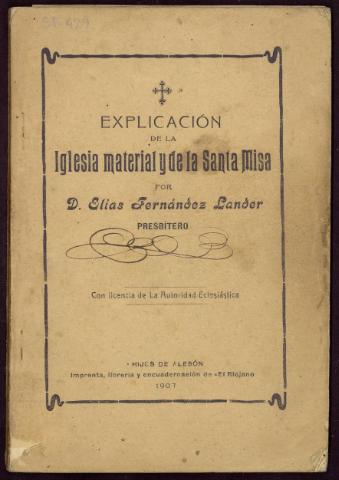 EXPLICACIÓN
DE LA
Iglesia material y de la Santa Misa
POR
D. Elías Fernández Lander
PRESBÍTERO
Con licencia de La Autoridad Eclesiástica
HIJOS DE ALESÓN
Imprenta, librería y encuadernación de «El Riojano
1907